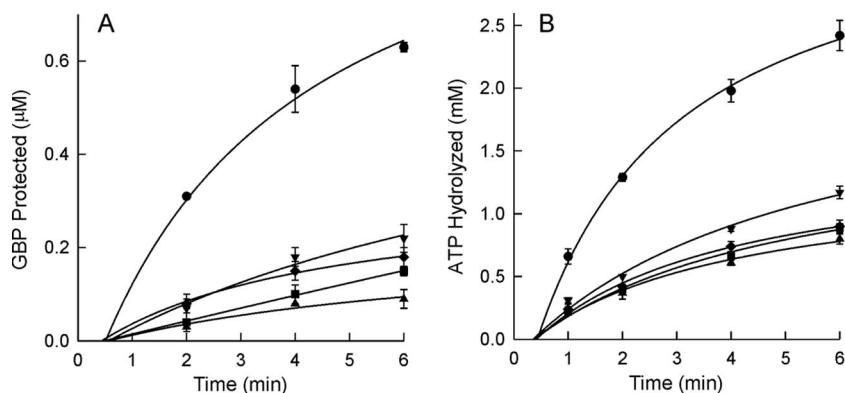 A
GBP Protected (μM)
0.6
0.4
0.2
0.0
0 1 2 3 4 5 6
Time (min)
B
ATP Hydrolyzed (mM)
2.5
2.0
1.5
1.0
0.5
0.0
0 1 2 3 4 5 6
Time (min)